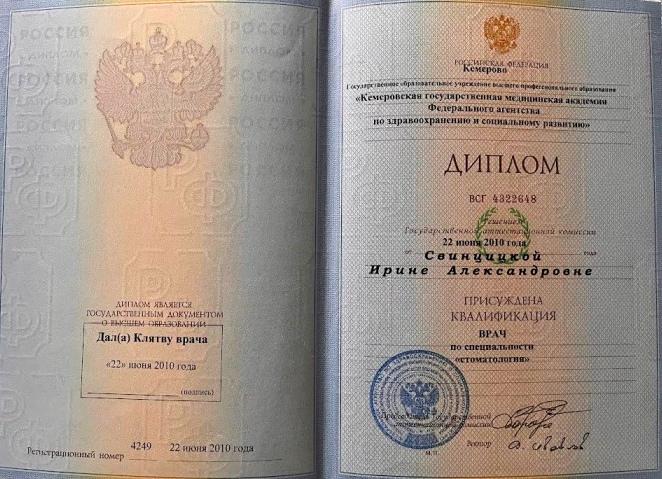 ДИПЛОМ ЯВЛЯЕТСЯ
ГОСУДАРСТВЕННЫМ ДОКУМЕНТОМ
О ВЫСШЕМ ОБРАЗОВАНИИ
Дал(а) Клятву врача
«22» июня 2010 года
(подпись)
4249 22 июня 2010 года
Регистрационный номер
РОССИЙСКАЯ ФЕДЕРАЦИЯ
Кемерово
Государственное образовательное учреждение высшего профессионального образования
«Кемеровская государственная медицинская академия
Федерального агентства
по здравоохранению и социальному развитию»
ДИПЛОМ
ВСГ 4322648
Решением
Государственной аттестационной комиссии
от 22 июня 2010 года года
Свинцицкой
Ирине Александровне
ПРИСУЖДЕНА
КВАЛИФИКАЦИЯ
ВРАЧ
по специальности
«стоматология»
Председатель Государственной
аттестационной комиссии
Ректор
М.П.